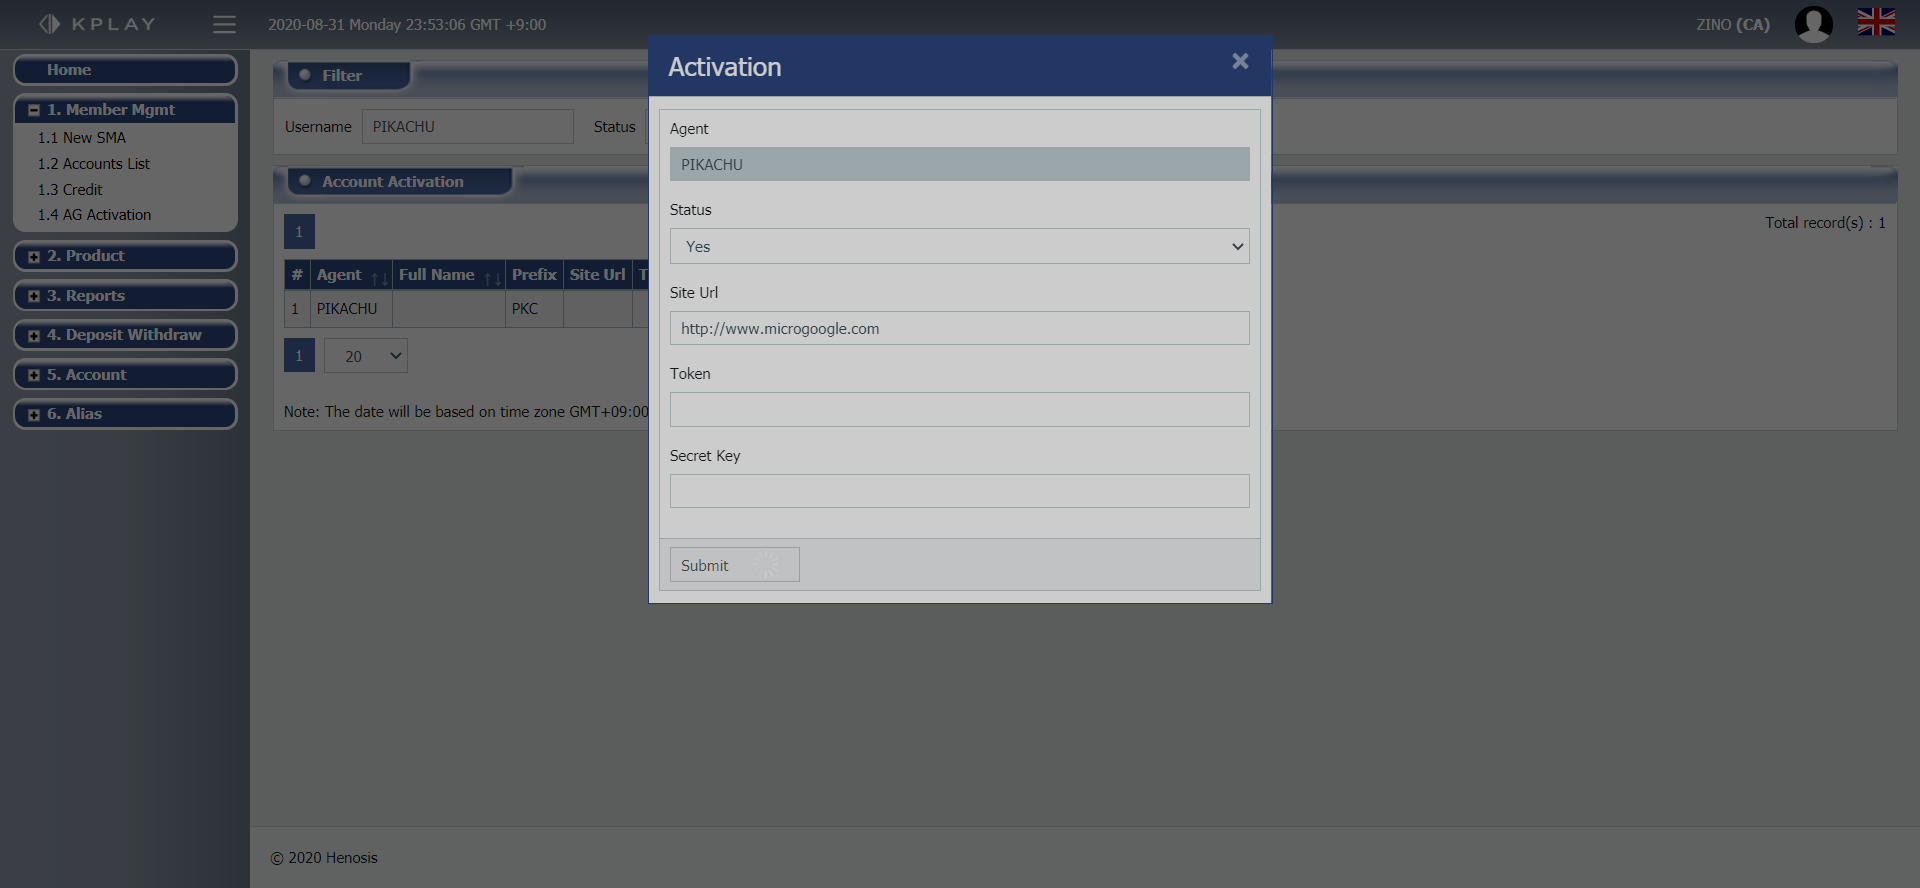 KPLAY
2020-08-31 Monday 23:53:06 GMT +9:00
ZINO (CA)
Home
1. Member Mgmt
1.1 New SMA
1.2 Accounts List
1.3 Credit
1.4 AG Activation
2. Product
3. Reports
4. Deposit Withdraw
5. Account
6. Alias
Filter
Username PIKACHU Status
Account Activation
1
Total record(s) : 1
# Agent Full Name Prefix Site Url T
1 PIKACHU PKC
1 20
Note: The date will be based on time zone GMT+09:00
Activation
Agent
PIKACHU
Status
Yes
Site Url
http://www.microgoogle.com
Token
Secret Key
Submit
© 2020 Henosis